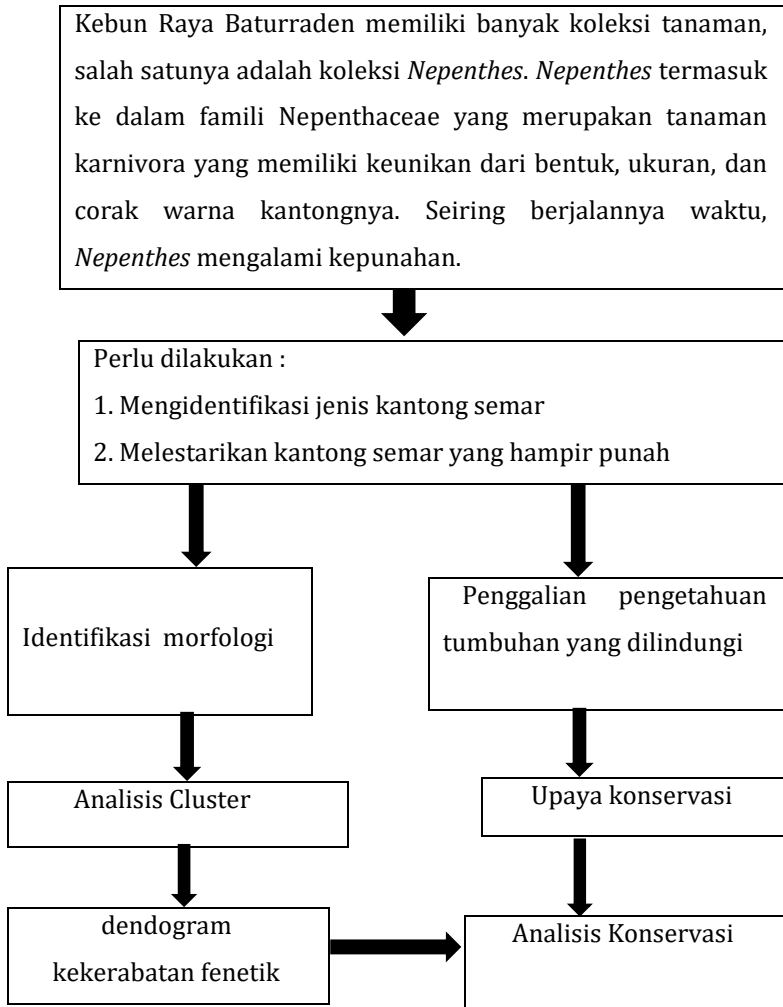 Kebun Raya Baturraden memiliki banyak koleksi tanaman,
salah satunya adalah koleksi Nepenthes. Nepenthes termasuk
ke dalam famili Nepenthaceae yang merupakan tanaman
karnivora yang memiliki keunikan dari bentuk, ukuran, dan
corak warna kantongnya. Seiring berjalannya waktu,
Nepenthes mengalami kepunahan.
Perlu dilakukan :
1. Mengidentifikasi jenis kantong semar
2. Melestarikan kantong semar yang hampir punah
Identifikasi morfologi
Penggalian pengetahuan
tumbuhan yang dilindungi
Analisis Cluster
Upaya konservasi
dendogram
kekerabatan fenetik
Analisis Konservasi